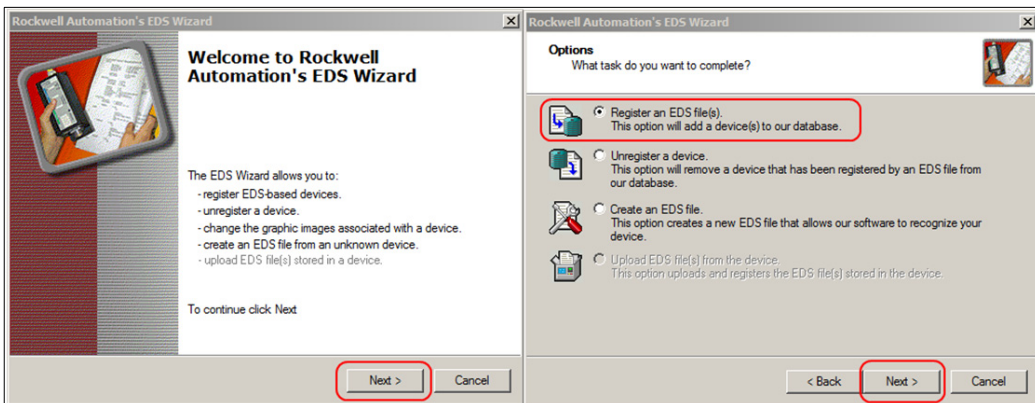 Rockwell Automation's EDS Wizard
Welcome to Rockwell
Automation's EDS Wizard
The EDS Wizard allows you to:
- register EDS-based devices.
- unregister a device.
- change the graphic images associated with a device.
- create an EDS file from an unknown device.
- upload EDS file(s) stored in a device.
To continue click Next
Next >
Cancel
Rockwell Automation's EDS Wizard
Options
What task do you want to complete?
Register an EDS file(s).
This option will add a device(s) to our database.
Unregister a device.
This option will remove a device that has been registered by an EDS file from
our database.
Create an EDS file.
This option creates a new EDS file that allows our software to recognize your
device.
Upload EDS file(s) from the device.
This option uploads and registers the EDS file(s) stored in the device.
< Back
Next >
Cancel